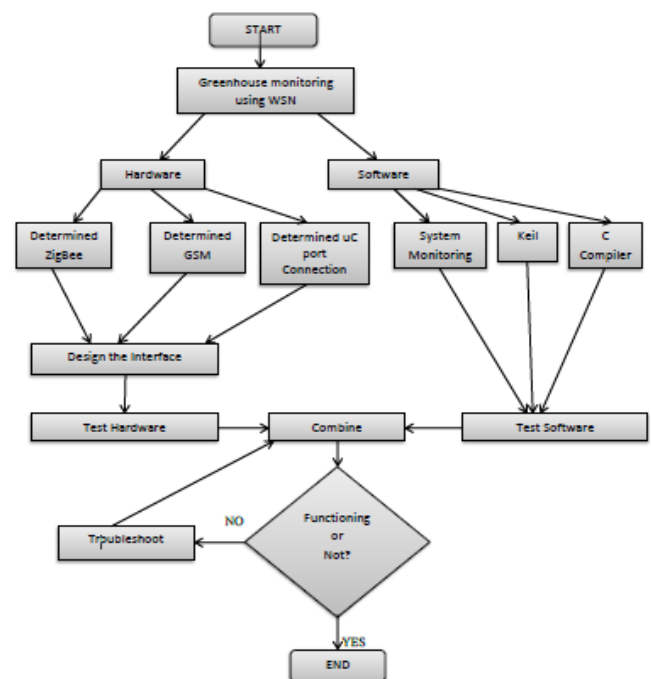 START
Greenhouse monitoring
using WSN
Hardware
Software
Determined
ZigBee
Determined
GSM
Determined uC
port
Connection
System
Monitoring
Keil
C
Compiler
Design the Interface
Test Hardware
Combine
Test Software
Functioning
or
Not?
NO
Troubleshoot
YES
END